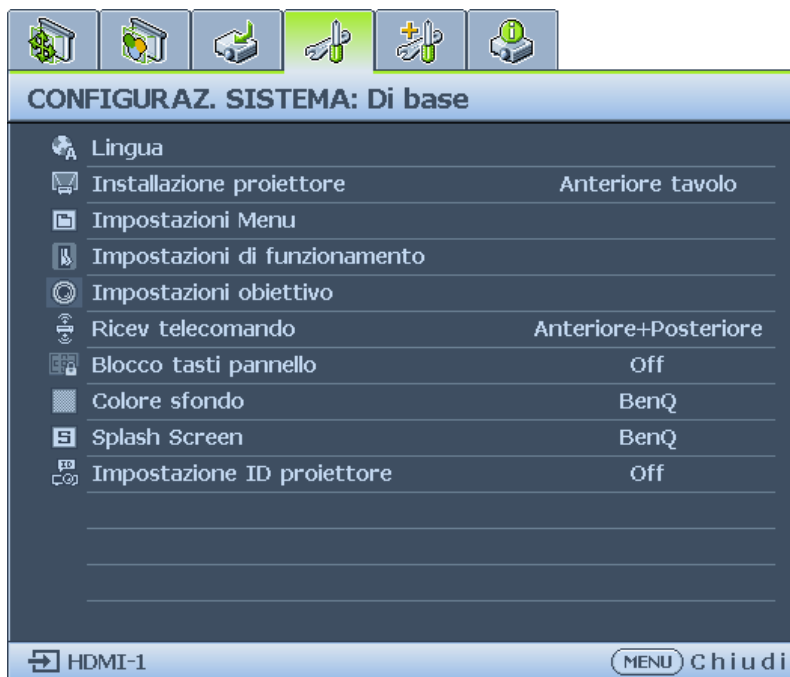 CONFIGURAZ. SISTEMA: Di base
Lingua
Installazione proiettore Anteriore tavolo
Impostazioni Menu
Impostazioni di funzionamento
Impostazioni obiettivo
Ricev telecomando Anteriore+Posteriore
Blocco tasti pannello Off
Colore sfondo BenQ
Splash Screen BenQ
Impostazione ID proiettore Off
HDMI-1 MENU Chiudi